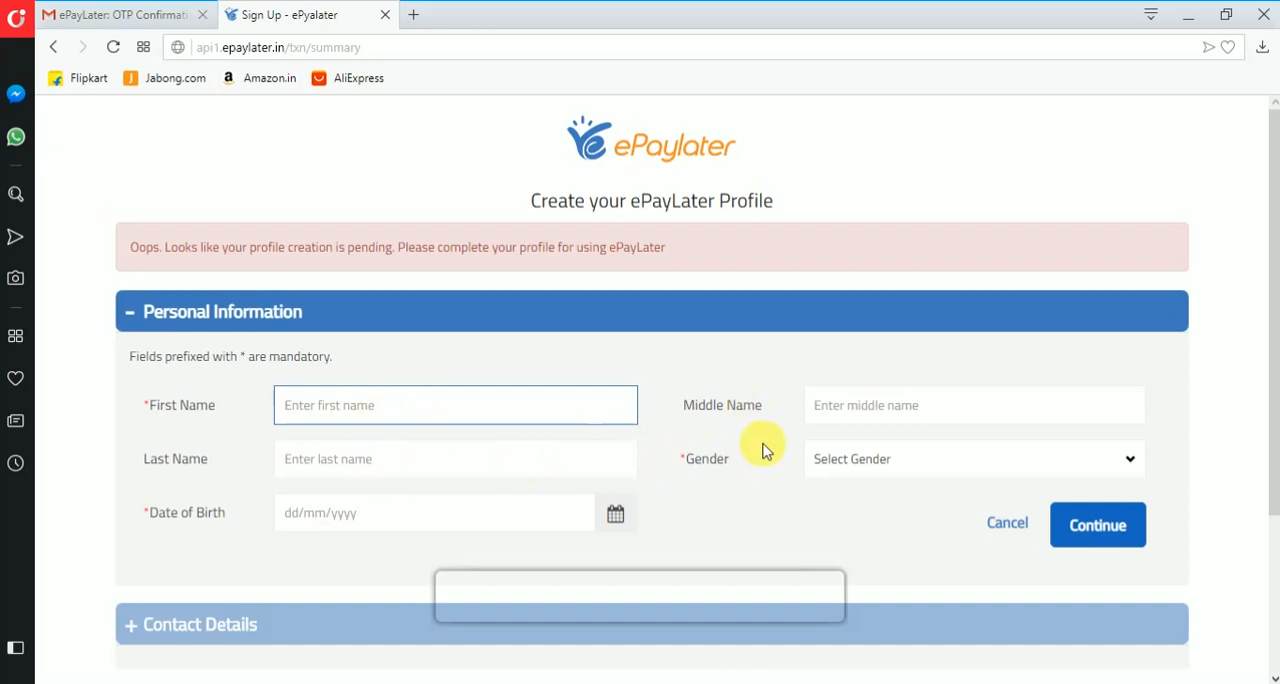 ePayLater: OTP Confirmati
Sign Up - ePyalater
api1.epaylater.in/txn/summary
Flipkart
Jabong.com
Amazon.in
AliExpress
ePaylater
Create your ePayLater Profile
Oops. Looks like your profile creation is pending. Please complete your profile for using ePayLater
– Personal Information
Fields prefixed with * are mandatory.
*First Name
Enter first name
Middle Name
Enter middle name
Last Name
Enter last name
*Gender
Select Gender
*Date of Birth
dd/mm/yyyy
Cancel
Continue
+ Contact Details